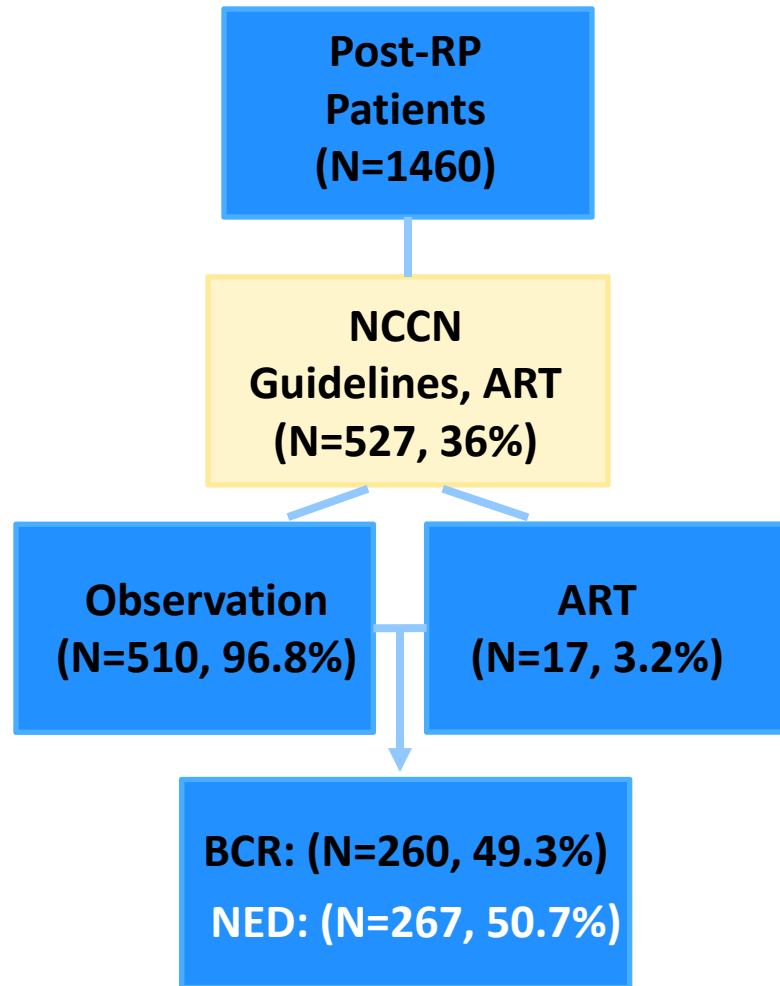 Post-RP
Patients
(N=1460)
NCCN
Guidelines, ART
(N=527, 36%)
Observation
(N=510, 96.8%)
ART
(N=17, 3.2%)
BCR: (N=260, 49.3%)
NED: (N=267, 50.7%)